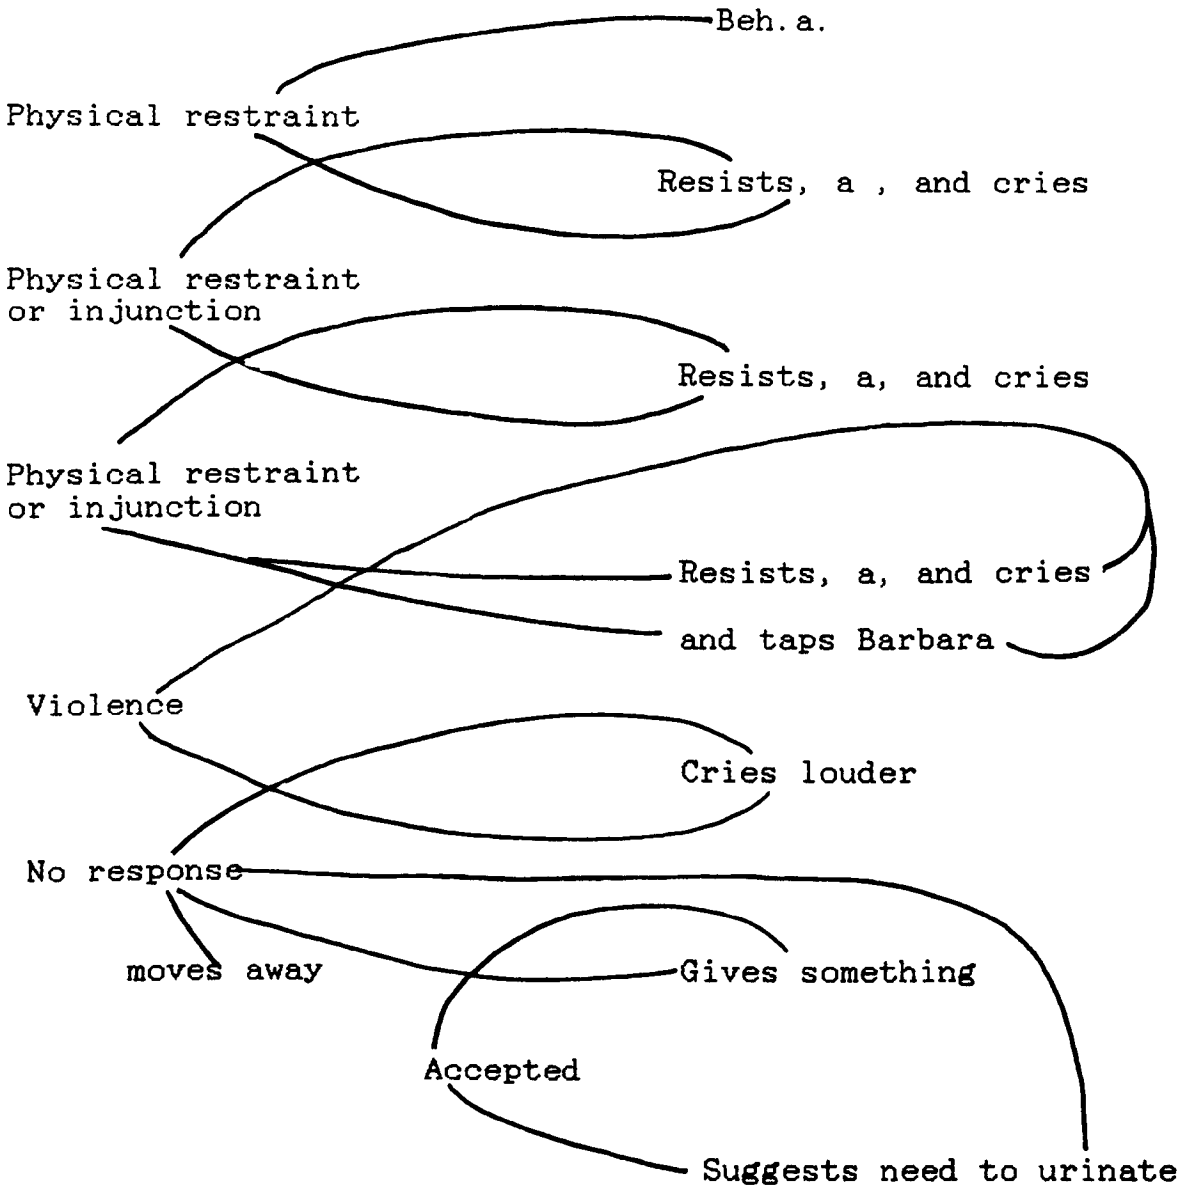 Beh.a.
Physical restraint
Resists, a , and cries
Physical restraint
or injunction
Resists, a, and cries
Physical restraint
or injunction
Resists, a, and cries
and taps Barbara
Violence
Cries louder
No response
moves away
Gives something
Accepted
Suggests need to urinate